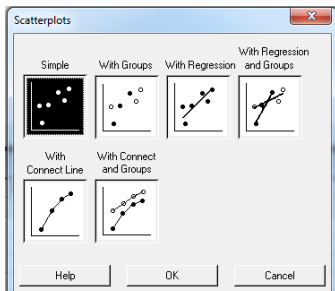 Scatterplots
Simple
With Groups
With Regression
With Regression
and Groups
With
Connect Line
With Connect
and Groups
Help
OK
Cancel